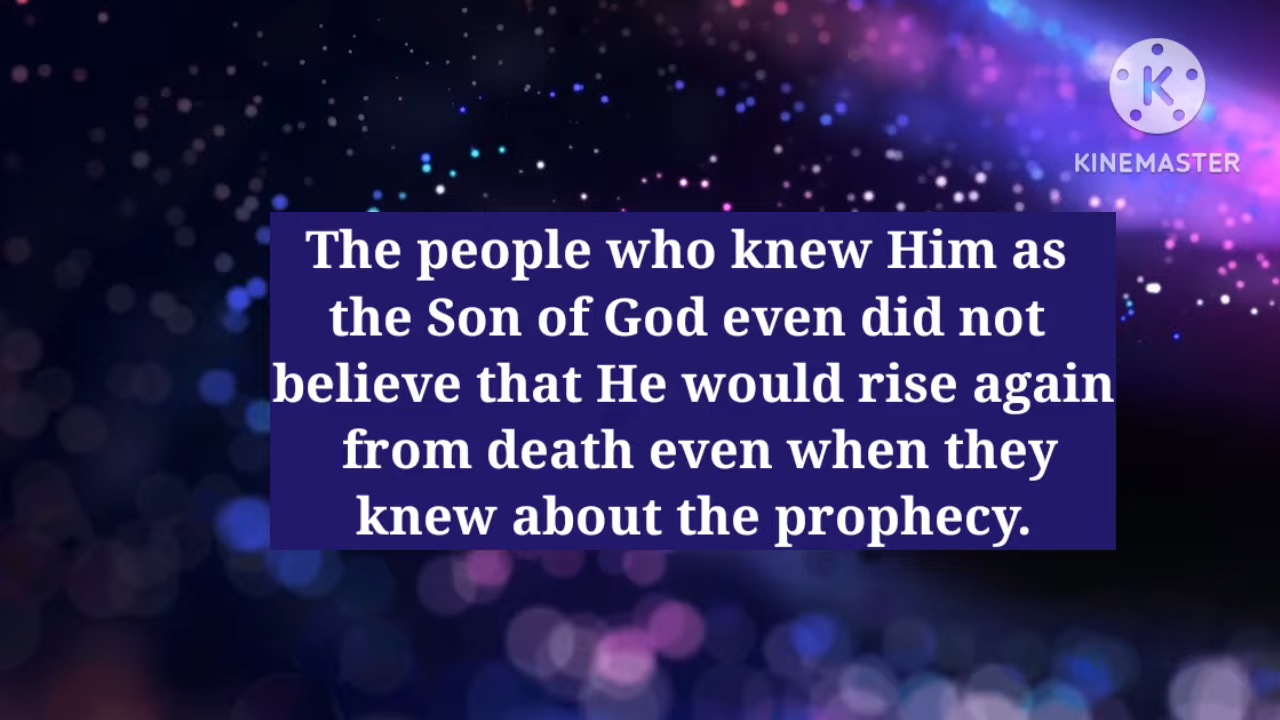 K
KINEMASTER
The people who knew Him as
the Son of God even did not
believe that He would rise again
from death even when they
knew about the prophecy.